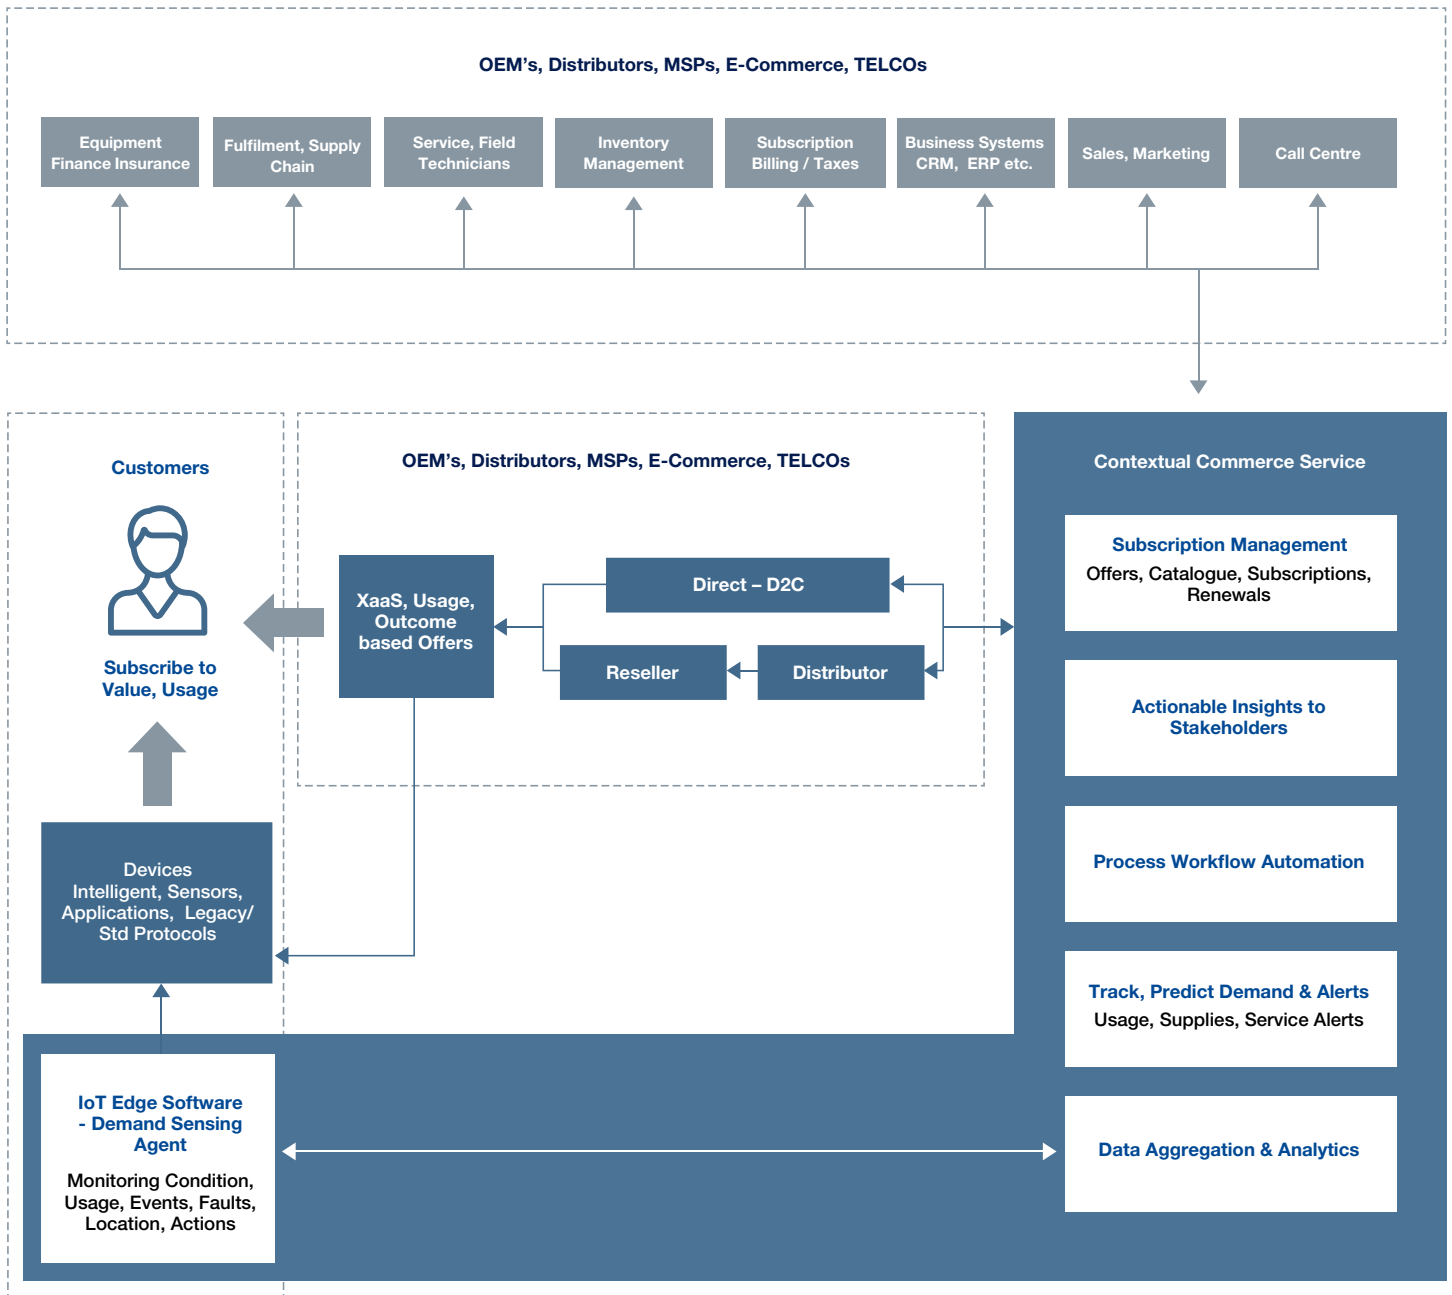 OEM's, Distributors, MSPs, E-Commerce, TELCOs
Equipment
Finance Insurance
Fulfilment, Supply
Chain
Service, Field
Technicians
Inventory
Management
Subscription
Billing / Taxes
Business Systems
CRM, ERP etc.
Sales, Marketing
Call Centre
Customers
Subscribe to
Value, Usage
OEM's, Distributors, MSPs, E-Commerce, TELCOs
XaaS, Usage,
Outcome
based Offers
Direct – D2C
Reseller
Distributor
Devices
Intelligent, Sensors,
Applications, Legacy/
Std Protocols
IoT Edge Software
- Demand Sensing
Agent
Monitoring Condition,
Usage, Events, Faults,
Location, Actions
Contextual Commerce Service
Subscription Management
Offers, Catalogue, Subscriptions,
Renewals
Actionable Insights to
Stakeholders
Process Workflow Automation
Track, Predict Demand & Alerts
Usage, Supplies, Service Alerts
Data Aggregation & Analytics